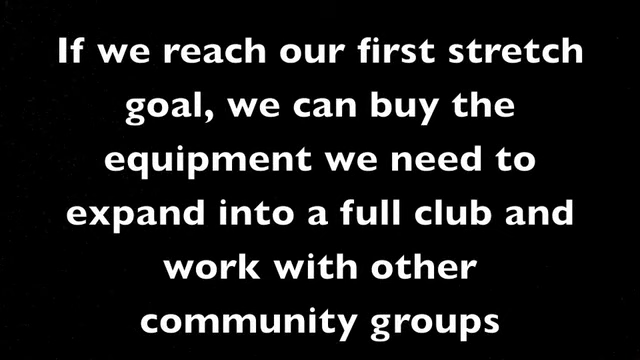 If we reach our first stretch
goal, we can buy the
equipment we need to
expand into a full club and
work with other
community groups